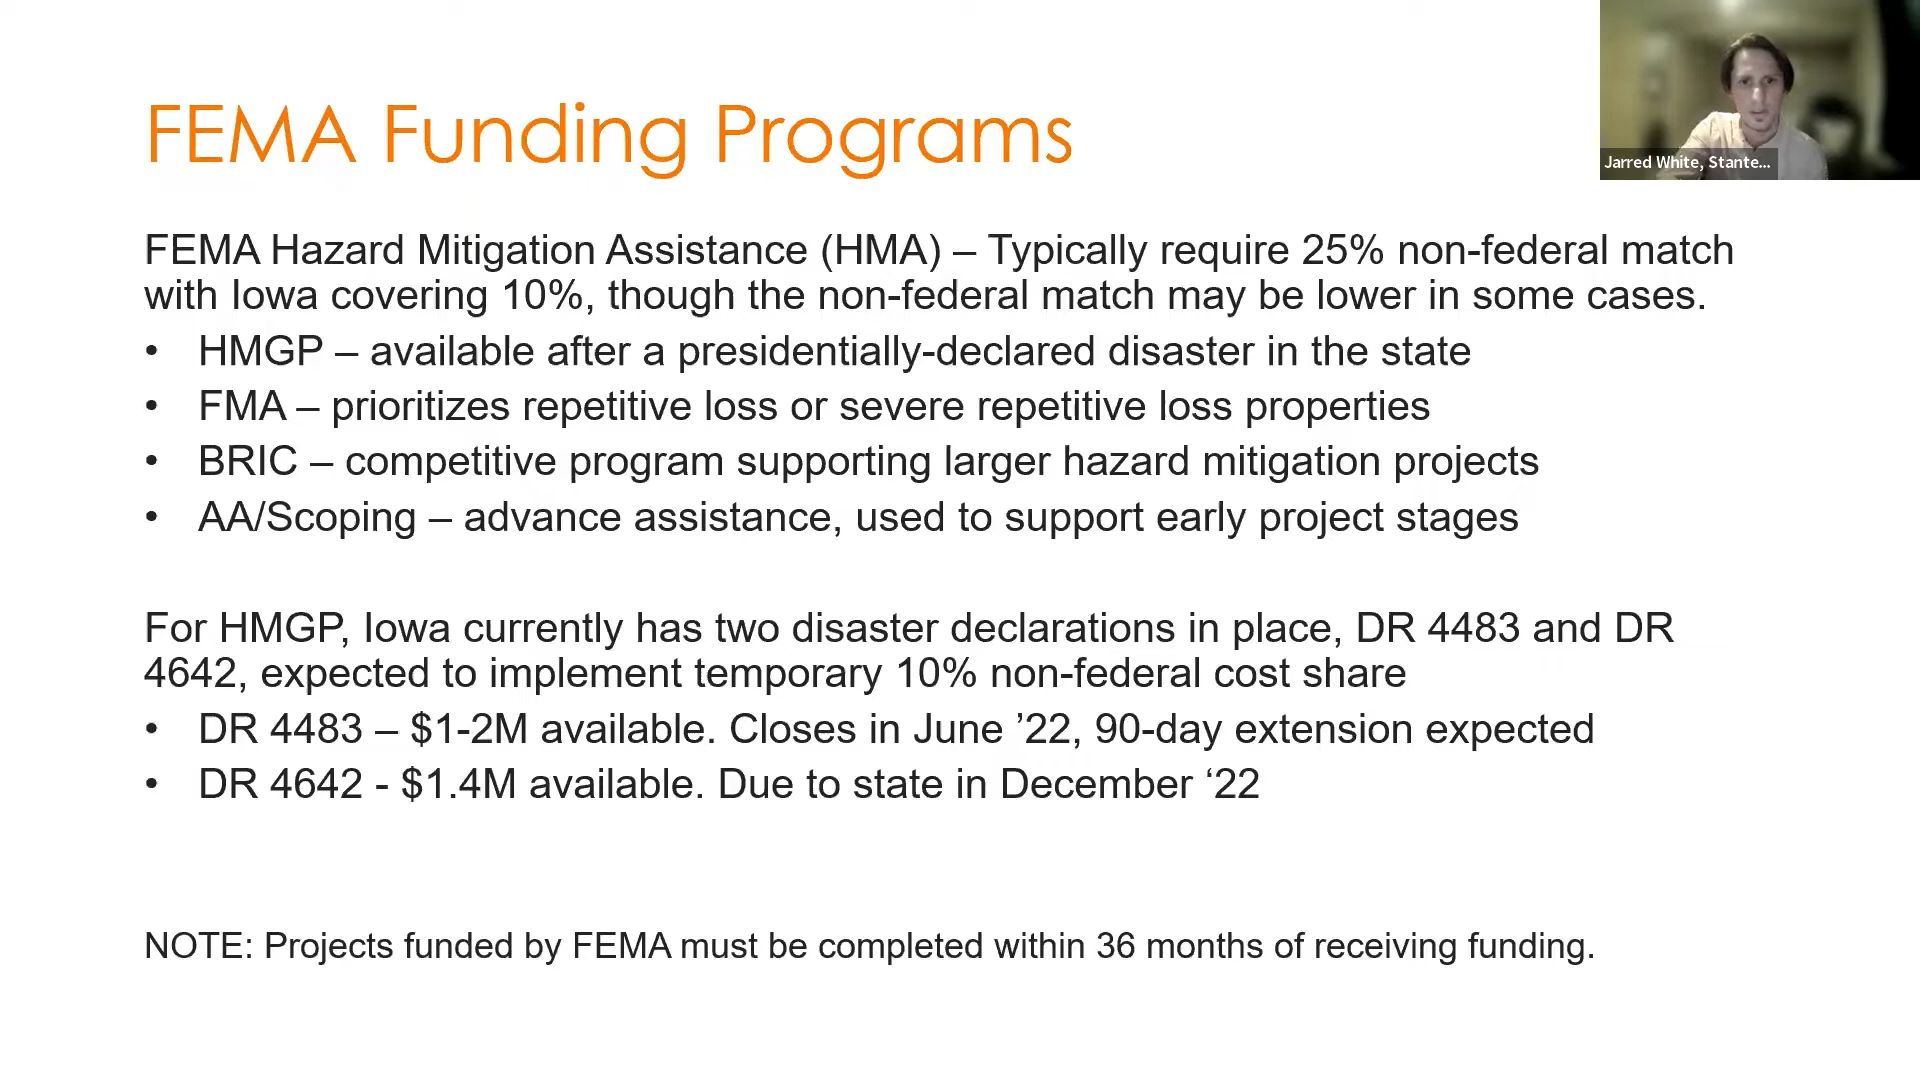 FEMA Funding Programs
Jarred White, Stante...
FEMA Hazard Mitigation Assistance (HMA) – Typically require 25% non-federal match
with Iowa covering 10%, though the non-federal match may be lower in some cases.
• HMGP – available after a presidentially-declared disaster in the state
• FMA – prioritizes repetitive loss or severe repetitive loss properties
• BRIC – competitive program supporting larger hazard mitigation projects
• AA/Scoping – advance assistance, used to support early project stages
For HMGP, Iowa currently has two disaster declarations in place, DR 4483 and DR
4642, expected to implement temporary 10% non-federal cost share
• DR 4483 – $1-2M available. Closes in June ’22, 90-day extension expected
• DR 4642 - $1.4M available. Due to state in December ‘22
NOTE: Projects funded by FEMA must be completed within 36 months of receiving funding.